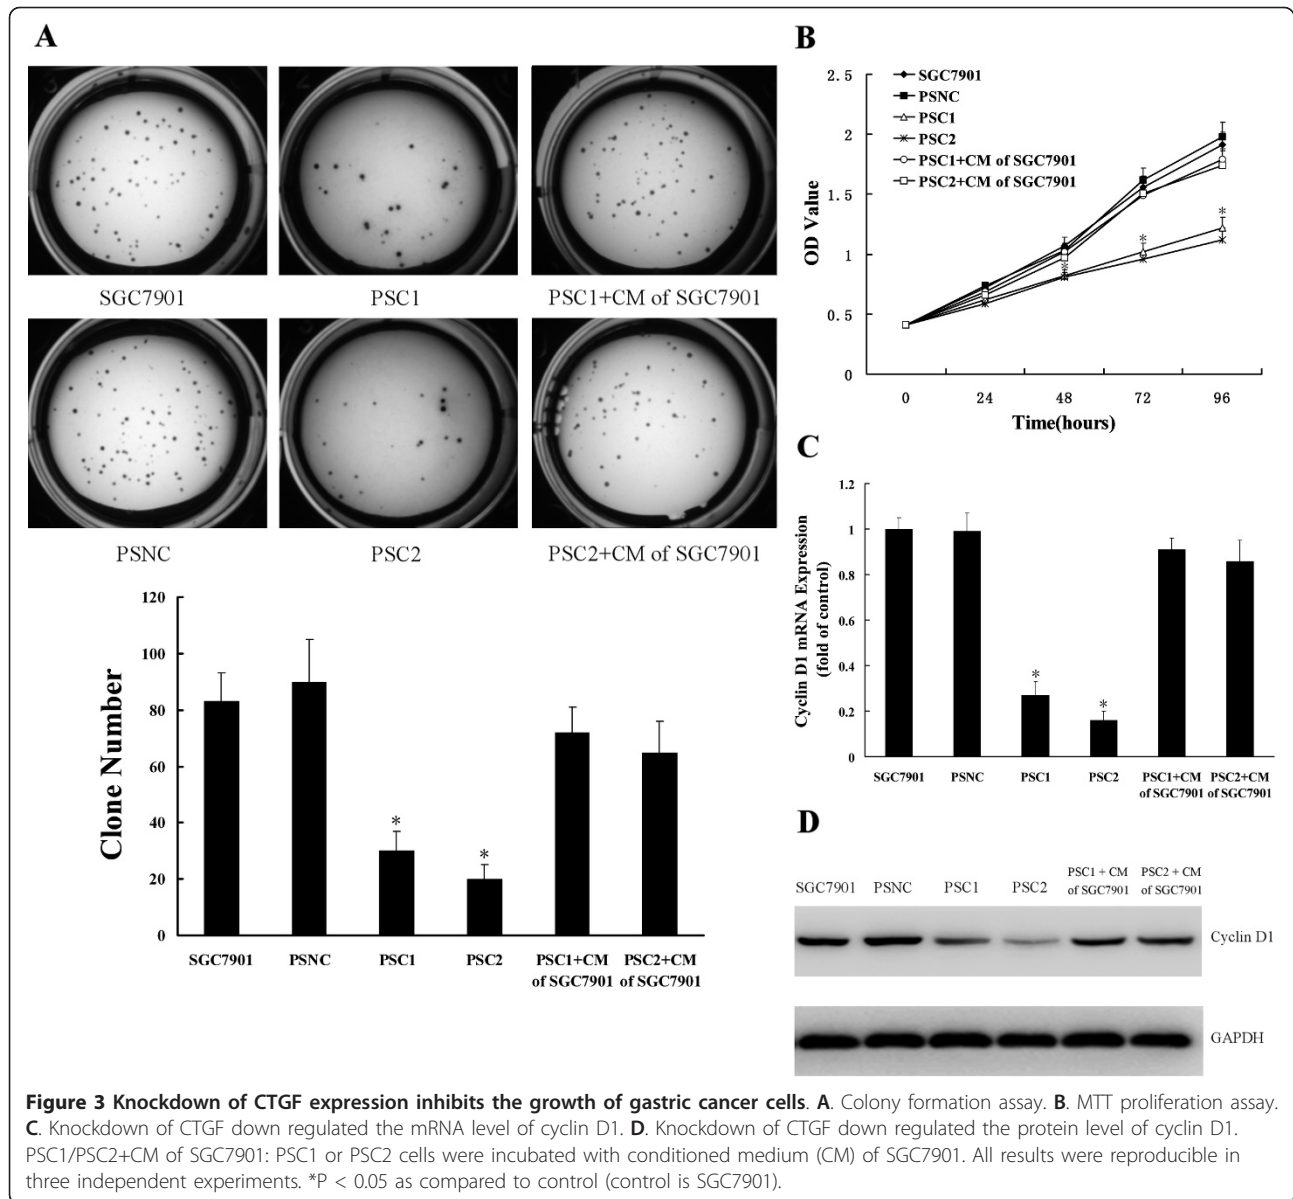 A
SGC7901
PSC1
PSC1+CM of SGC7901
PSNC
PSC2
PSC2+CM of SGC7901
Clone Number
120
100
80
60
40
20
0
*
*
SGC7901
PSNC
PSC1
PSC2
PSC1+CM
of SGC7901
PSC2+CM
of SGC7901
B
OD Value
2.5
2
1.5
1
0.5
0
SGC7901
PSNC
PSC1
PSC2
PSC1+CM of SGC7901
PSC2+CM of SGC7901
*
*
*
0
24
48
72
96
Time(hours)
C
Cyclin D1 mRNA Expression
(fold of control)
1.2
1
0.8
0.6
0.4
0.2
0
*
*
SGC7901
PSNC
PSC1
PSC2
PSC1+CM
of SGC7901
PSC2+CM
of SGC7901
D
SGC7901
PSNC
PSC1
PSC2
PSC1 + CM
of SGC7901
PSC2 + CM
of SGC7901
Cyclin D1
GAPDH
Figure 3 Knockdown of CTGF expression inhibits the growth of gastric cancer cells. A. Colony formation assay. B. MTT proliferation assay.
C. Knockdown of CTGF down regulated the mRNA level of cyclin D1. D. Knockdown of CTGF down regulated the protein level of cyclin D1.
PSC1/PSC2+CM of SGC7901: PSC1 or PSC2 cells were incubated with conditioned medium (CM) of SGC7901. All results were reproducible in
three independent experiments. *P < 0.05 as compared to control (control is SGC7901).